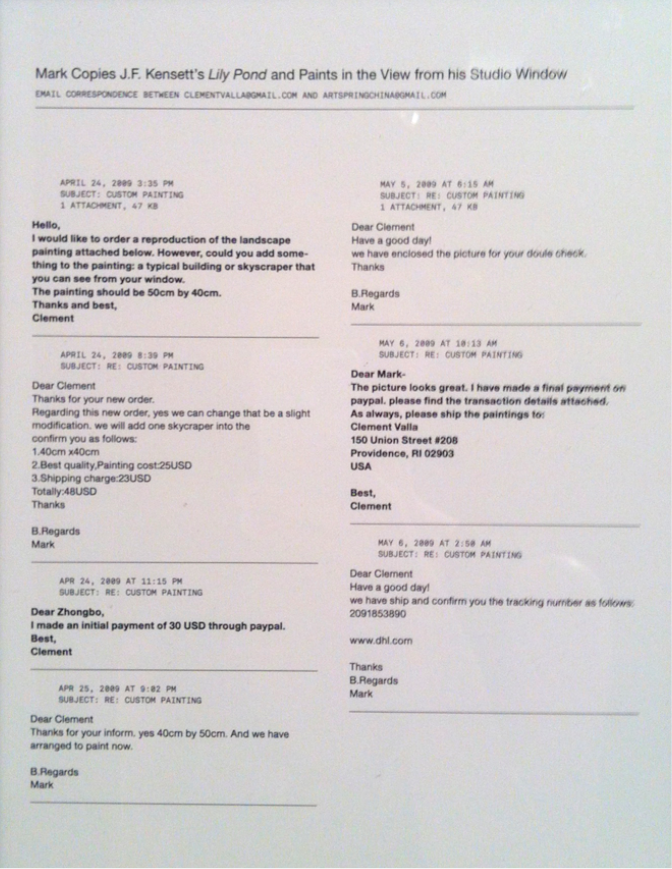 Mark Copies J.F. Kensett's Lily Pond and Paints in the View from his Studio Window
EMAIL CORRESPONDENCE BETWEEN CLEMENTVALLA@GMAIL.COM AND ARTSPRINGCHINA@GMAIL.COM
APRIL 24, 2009 3:35 PM
SUBJECT: CUSTOM PAINTING
1 ATTACHMENT, 47 KB
Hello,
I would like to order a reproduction of the landscape
painting attached below. However, could you add some-
thing to the painting: a typical building or skyscraper that
you can see from your window.
The painting should be 50cm by 40cm.
Thanks and best,
Clement
APRIL 24, 2009 8:39 PM
SUBJECT: RE: CUSTOM PAINTING
Dear Clement
Thanks for your new order.
Regarding this new order, yes we can change that be a slight
modification. we will add one skycraper into the
confirm you as follows:
1.40cm x40cm
2.Best quality,Painting cost:25USD
3.Shipping charge:23USD
Totally:48USD
Thanks
B.Regards
Mark
APR 24, 2009 AT 11:15 PM
SUBJECT: RE: CUSTOM PAINTING
Dear Zhongbo,
I made an initial payment of 30 USD through paypal.
Best,
Clement
APR 25, 2009 AT 9:02 PM
SUBJECT: RE: CUSTOM PAINTING
Dear Clement
Thanks for your inform. yes 40cm by 50cm. And we have
arranged to paint now.
B.Regards
Mark
MAY 5, 2009 AT 6:15 AM
SUBJECT: RE: CUSTOM PAINTING
1 ATTACHMENT, 47 KB
Dear Clement
Have a good day!
we have enclosed the picture for your doule check.
Thanks
B.Regards
Mark
MAY 6, 2009 AT 10:13 AM
SUBJECT: RE: CUSTOM PAINTING
Dear Mark-
The picture looks great. I have made a final payment on
paypal. please find the transaction details attached.
As always, please ship the paintings to:
Clement Valla
150 Union Street #208
Providence, RI 02903
USA
Best,
Clement
MAY 6, 2009 AT 2:50 AM
SUBJECT: RE: CUSTOM PAINTING
Dear Clement
Have a good day!
we have ship and confirm you the tracking number as follows:
2091853890
www.dhl.com
Thanks
B.Regards
Mark